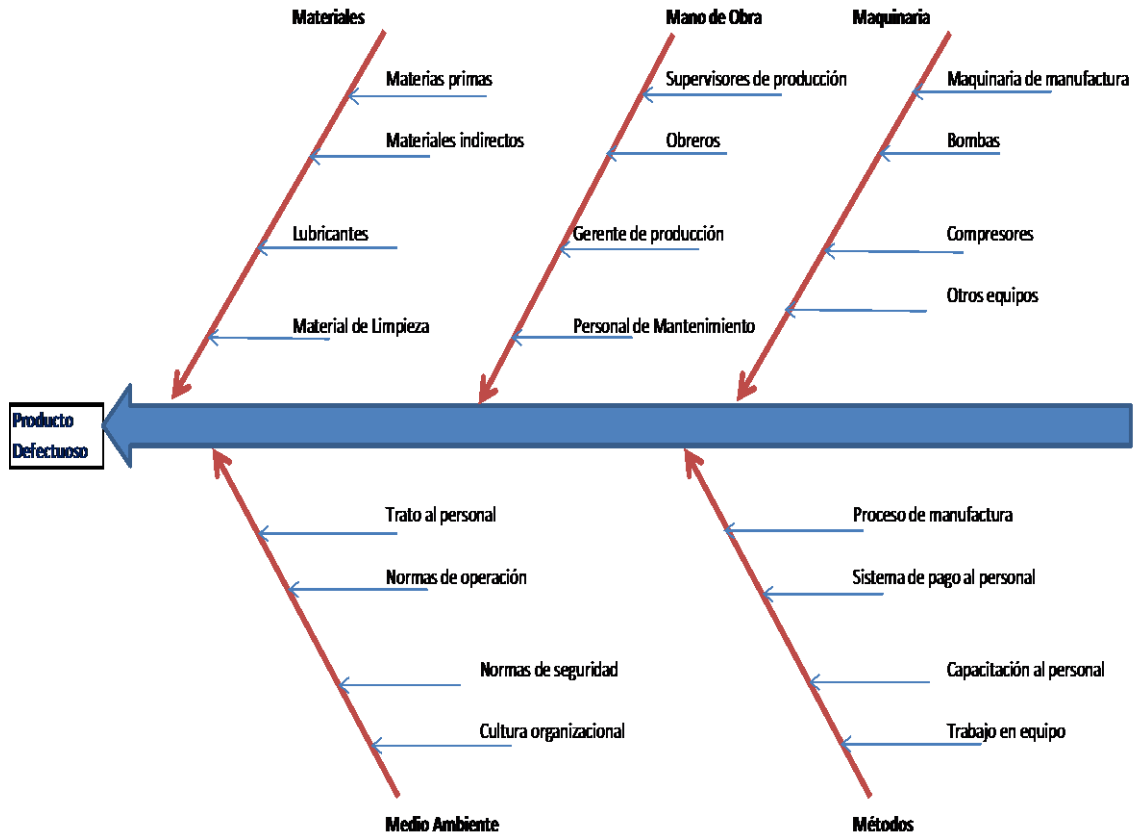 Materiales
Mano de Obra
Maquinaria
Materias primas
Supervisores de producción
Maquinaria de manufactura
Materiales indirectos
Obreros
Bombas
Lubricantes
Gerente de producción
Compresores
Otros equipos
Material de Limpieza
Personal de Mantenimiento
Producto
Defectuoso
Trato al personal
Proceso de manufactura
Normas de operación
Sistema de pago al personal
Normas de seguridad
Capacitación al personal
Cultura organizacional
Trabajo en equipo
Medio Ambiente
Métodos